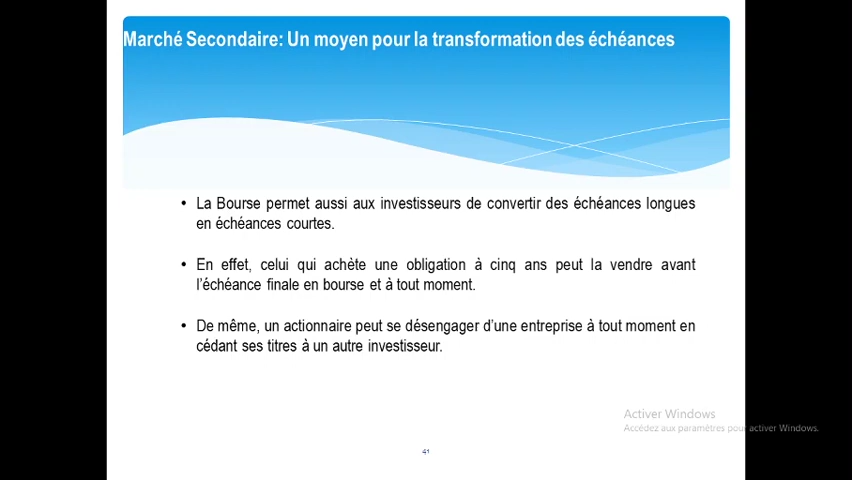 Marché Secondaire: Un moyen pour la transformation des échéances
• La Bourse permet aussi aux investisseurs de convertir des échéances longues
en échéances courtes.
• En effet, celui qui achète une obligation à cinq ans peut la vendre avant
l'échéance finale en bourse et à tout moment.
• De même, un actionnaire peut se désengager d'une entreprise à tout moment en
cédant ses titres à un autre investisseur.
Activer Windows
Accédez aux paramètres pour activer Windows.
41